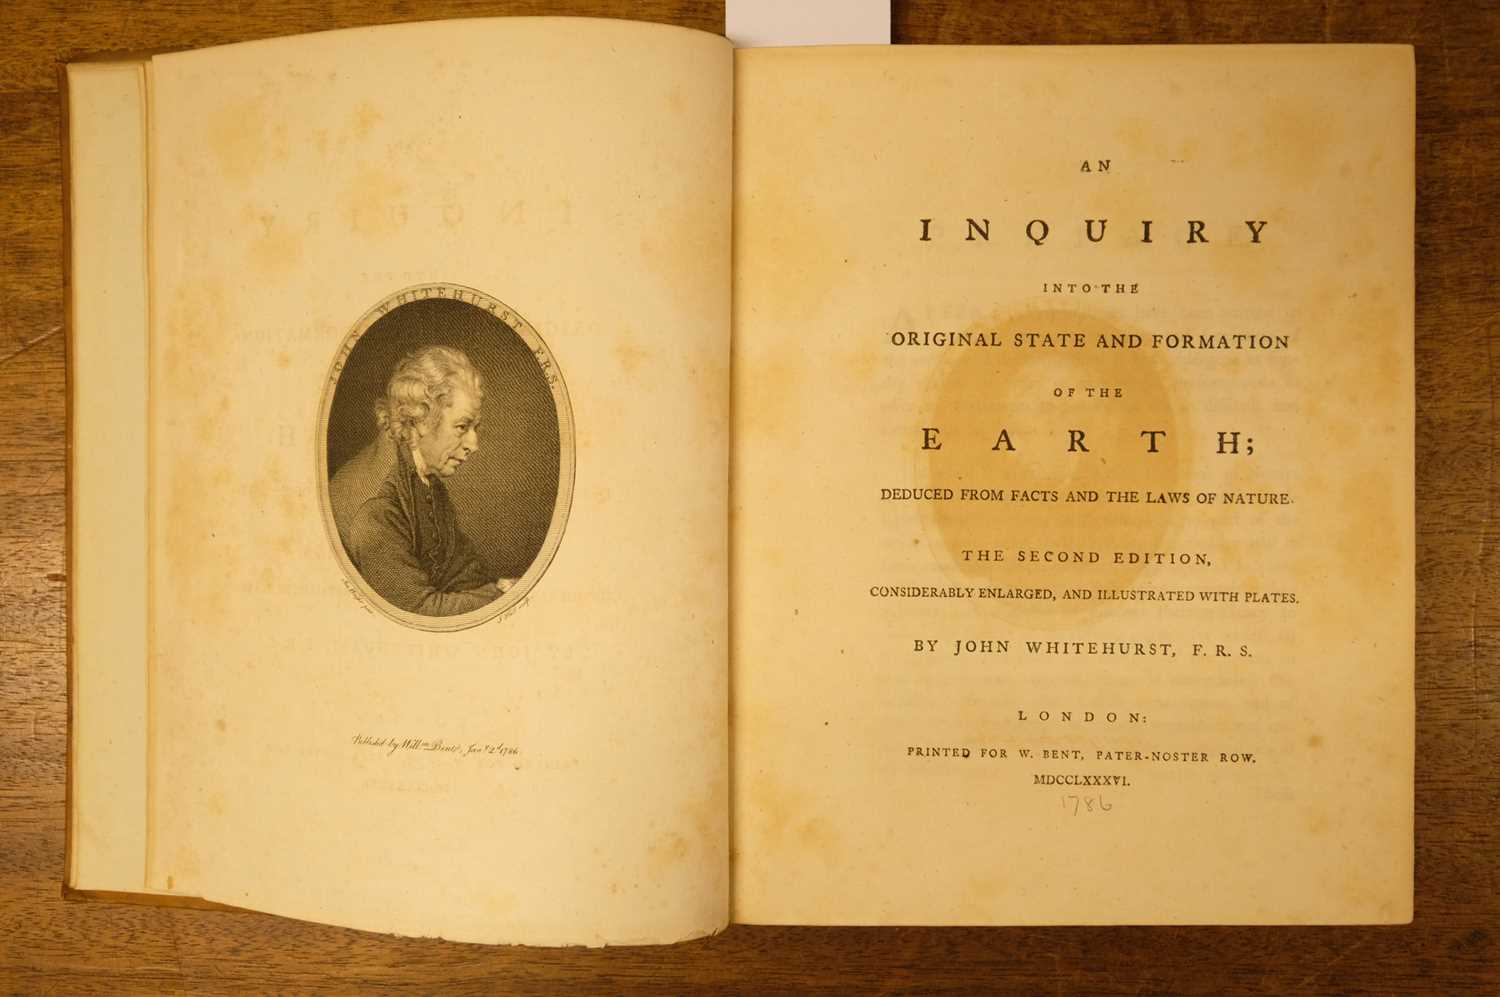 JOHN WHITEHURST F.R.S.
Published by Will.m Bent, Jan.y 2.d 1786.
AN
INQUIRY
INTO THE
ORIGINAL STATE AND FORMATION
OF THE
EARTH;
DEDUCED FROM FACTS AND THE LAWS OF NATURE.
THE SECOND EDITION,
CONSIDERABLY ENLARGED, AND ILLUSTRATED WITH PLATES.
BY JOHN WHITEHURST, F. R. S.
LONDON:
PRINTED FOR W. BENT, PATER-NOSTER ROW.
MDCCLXXXVI.
1786